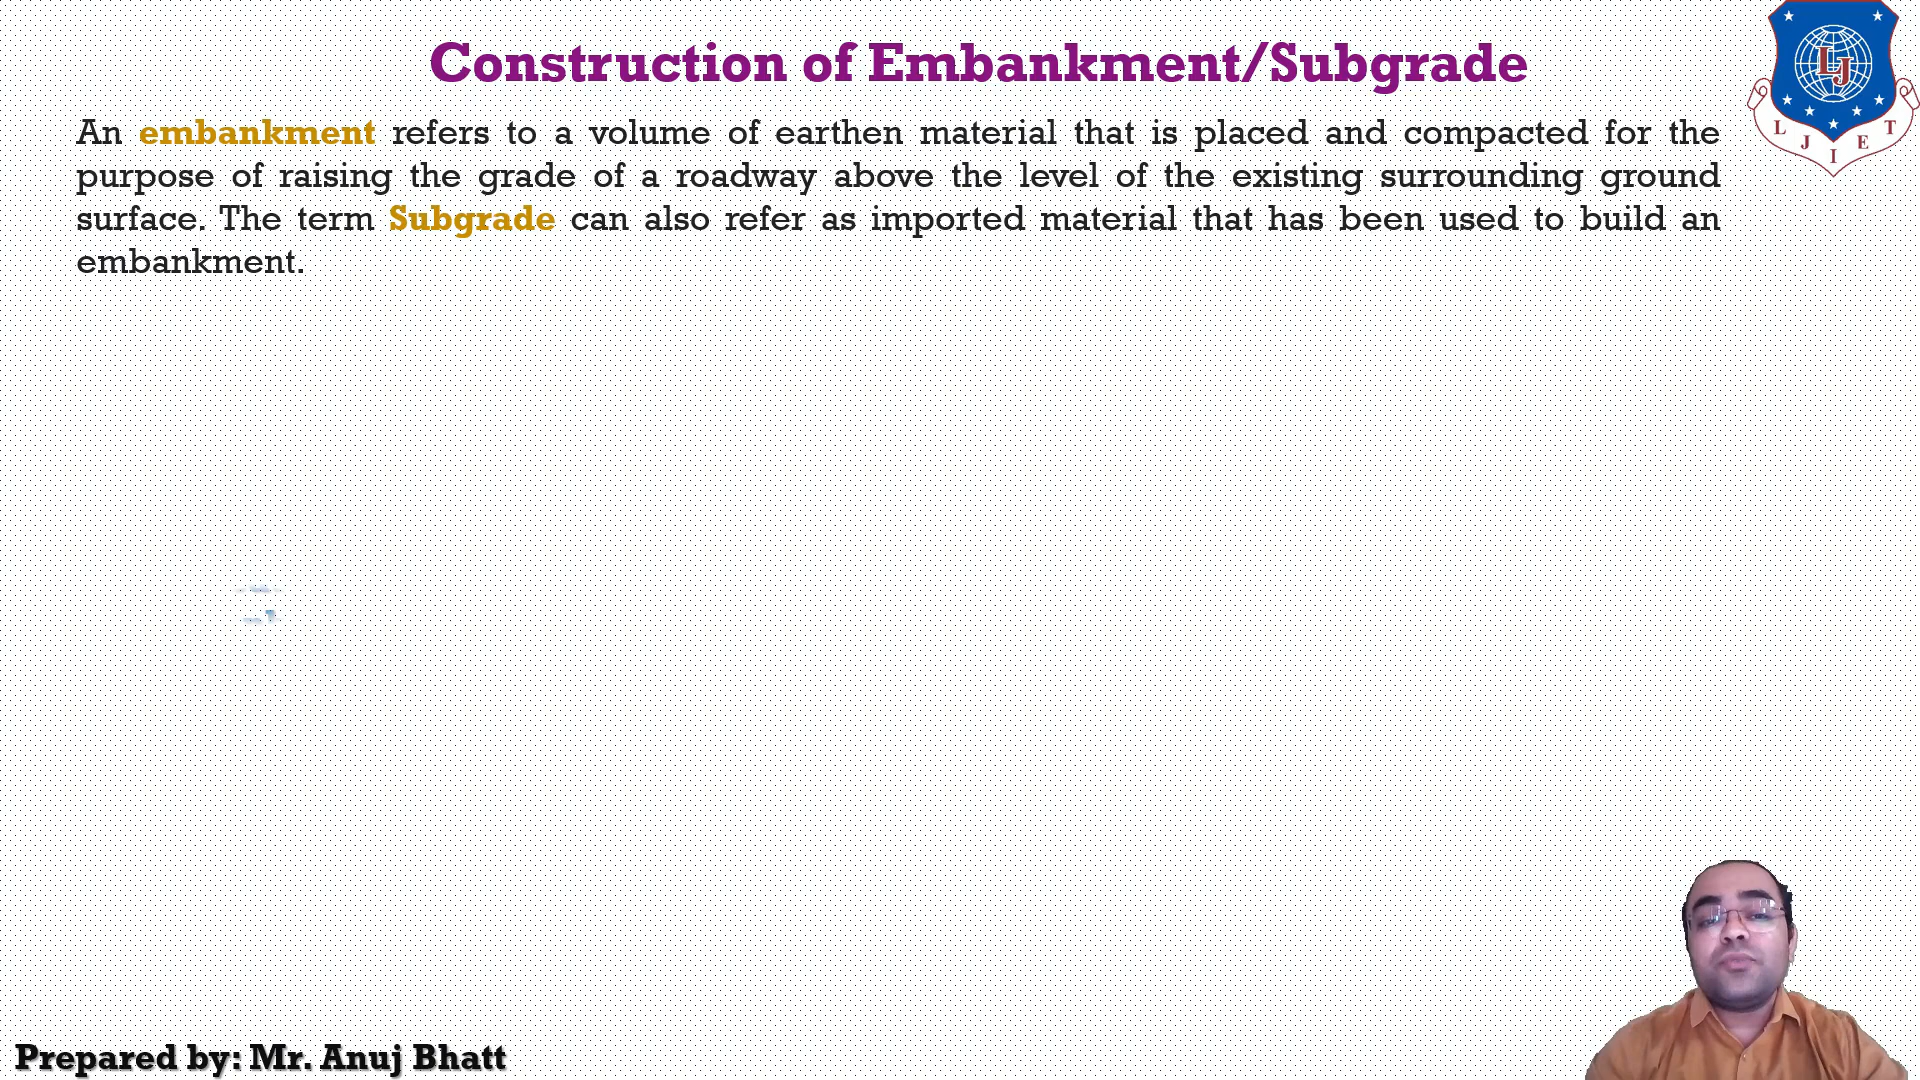 Construction of Embankment/Subgrade
An embankment refers to a volume of earthen material that is placed and compacted for the
purpose of raising the grade of a roadway above the level of the existing surrounding ground
surface. The term Subgrade can also refer as imported material that has been used to build an
embankment.
LJ
L J I E T
Prepared by: Mr. Anuj Bhatt